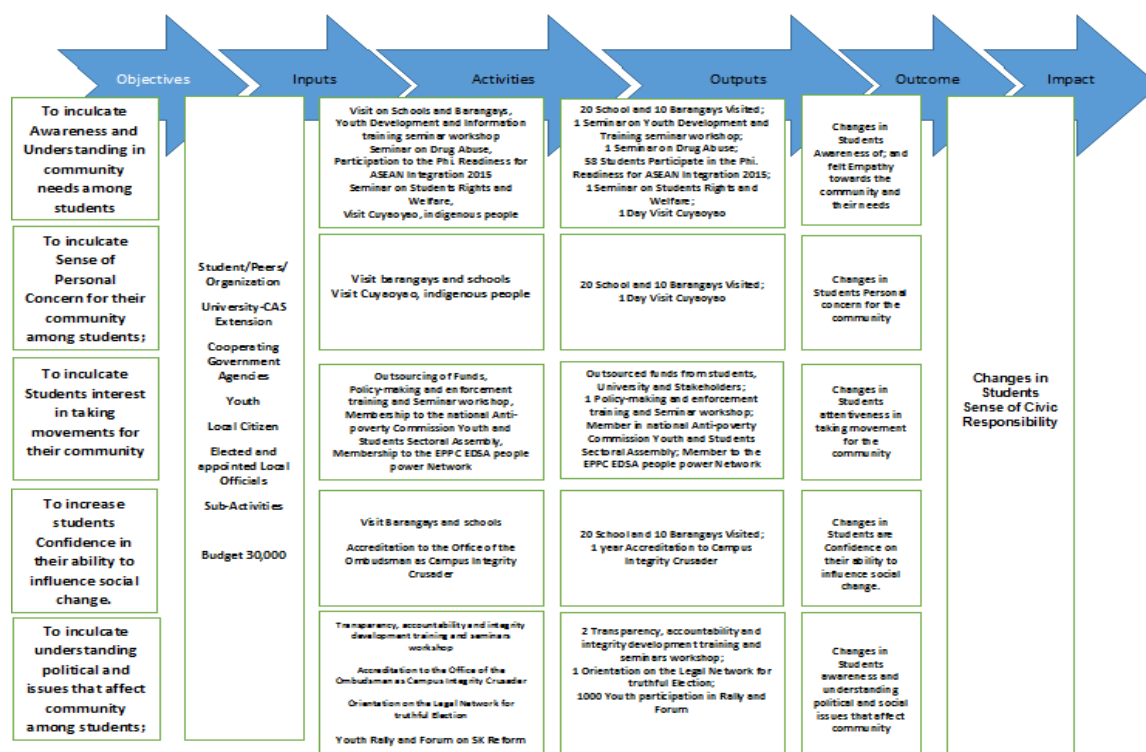 Objectives
Inputs
Activities
Outputs
Outcome
Impact
To inculcate
Awareness and
Understanding in
community
needs among
students
To inculcate
Sense of
Personal
Concern for their
community
among students;
To inculcate
Students interest
in taking
movements for
their community
To increase
students
Confidence in
their ability to
influence social
change.
To inculcate
understanding
political and
issues that affect
community
among students;
Student/Peers/
Organization
University-CAS
Extension
Cooperating
Government
Agencies
Youth
Local Citizen
Elected and
appointed Local
Officials
Sub-Activities
Budget 30,000
Visit on Schools and Barangays,
Youth Development and Information
training seminar workshop
Seminar on Drug Abuse,
Participation to the Phi. Readiness for
ASEAN Integration 2015
Seminar on Students Rights and
Welfare,
Visit Cuyaoyao, indigenous people
Visit barangays and schools
Visit Cuyaoyao, indigenous people
Outsourcing of Funds,
Policy-making and enforcement
training and Seminar workshop,
Membership to the national Anti-
poverty Commission Youth and
Students Sectoral Assembly,
Membership to the EPPC EDSA people
power Network
Visit Barangays and schools
Accreditation to the Office of the
Ombudsman as Campus Integrity
Crusader
Transparency, accountability and integrity
development training and seminars
workshop
Accreditation to the Office of the
Ombudsman as Campus Integrity Crusader
Orientation on the Legal Network for
truthful Election
Youth Rally and Forum on SK Reform
20 School and 10 Barangays Visited;
1 Seminar on Youth Development and
Training seminar workshop;
1 Seminar on Drug Abuse;
58 Students Participate in the Phi.
Readiness for ASEAN Integration 2015;
1 Seminar on Students Rights and
Welfare;
1 Day Visit Cuyaoyao
20 School and 10 Barangays Visited;
1 Day Visit Cuyaoyao
Outsourced funds from students,
University and Stakeholders;
1 Policy-making and enforcement
training and Seminar workshop;
Member in national Anti-poverty
Commission Youth and Students
Sectoral Assembly; Member to the
EPPC EDSA people power Network
20 School and 10 Barangays Visited;
1 year Accreditation to Campus
Integrity Crusader
2 Transparency, accountability and
integrity development training and
seminars workshop;
1 Orientation on the Legal Network for
truthful Election;
1000 Youth participation in Rally and
Forum
Changes in
Students
Awareness of; and
felt Empathy
towards the
community and
their needs
Changes in
Students Personal
concern for the
community
Changes in
Students
attentiveness in
taking movement
for the
community
Changes in
Students are
Confidence on
their ability to
influence social
change.
Changes in
Students
awareness and
understanding
political and social
issues that affect
community
Changes in
Students
Sense of Civic
Responsibility